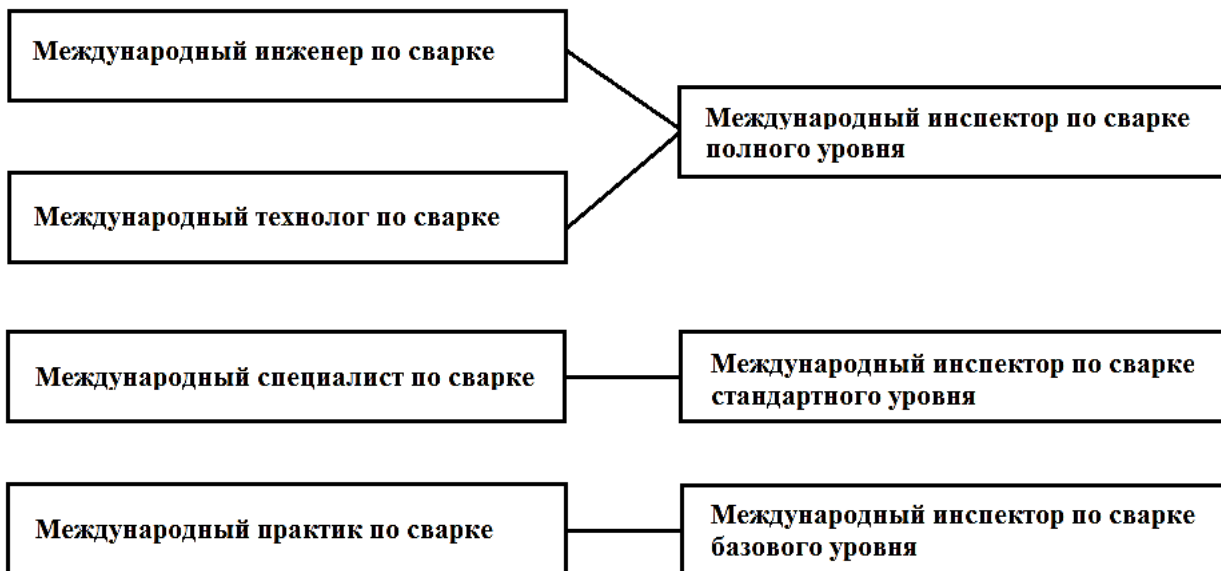 Международный инженер по сварке
Международный инспектор по сварке
полного уровня
Международный технолог по сварке
Международный специалист по сварке
Международный инспектор по сварке
стандартного уровня
Международный практик по сварке
Международный инспектор по сварке
базового уровня